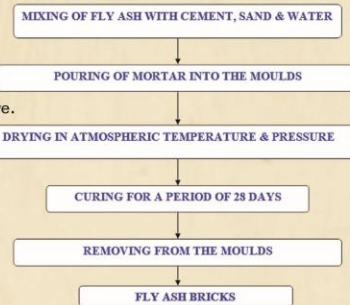 MIXING OF FLY ASH WITH CEMENT, SAND & WATER
POURING OF MORTAR INTO THE MOULDS
DRYING IN ATMOSPHERIC TEMPERATURE & PRESSURE
CURING FOR A PERIOD OF 28 DAYS
REMOVING FROM THE MOULDS
FLY ASH BRICKS